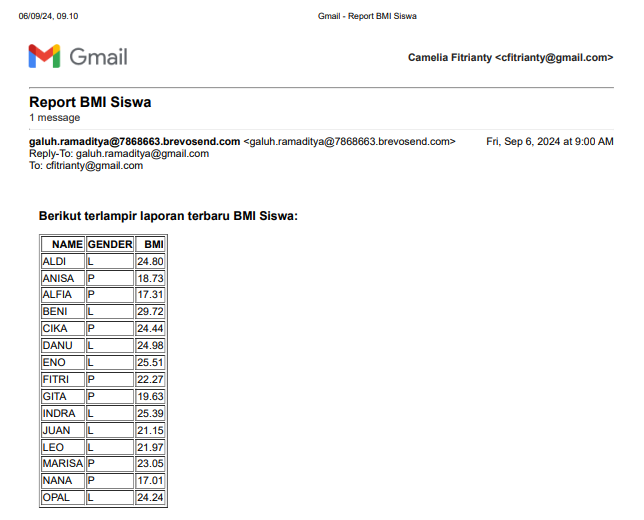 06/09/24, 09.10 Gmail - Report BMI Siswa
Gmail Camelia Fitrianty <cfitrianty@gmail.com>
Report BMI Siswa
1 message
galuh.ramaditya@7868663.brevosend.com <galuh.ramaditya@7868663.brevosend.com> Fri, Sep 6, 2024 at 9:00 AM
Reply-To: galuh.ramaditya@gmail.com
To: cfitrianty@gmail.com
Berikut terlampir laporan terbaru BMI Siswa:
NAME GENDER BMI
ALDI L 24.80
ANISA P 18.73
ALFIA P 17.31
BENI L 29.72
CIKA P 24.44
DANU L 24.98
ENO L 25.51
FITRI P 22.27
GITA P 19.63
INDRA L 25.39
JUAN L 21.15
LEO L 21.97
MARISA P 23.05
NANA P 17.01
OPAL L 24.24